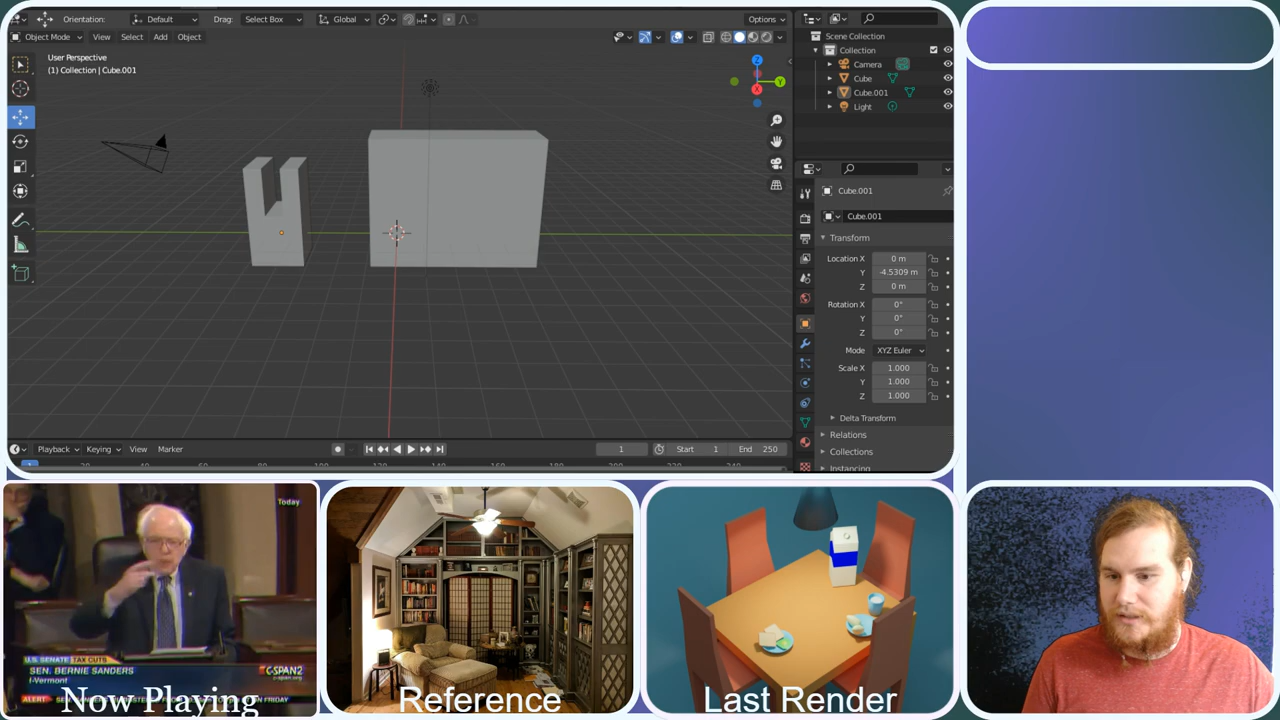 Orientation: Default Drag: Select Box Global Options
Object Mode View Select Add Object
User Perspective
(1) Collection | Cube.001
Z
Y
X
Scene Collection
Collection
Camera
Cube
Cube.001
Light
Cube.001
Cube.001
Transform
Location X 0 m
Y -4.5309 m
Z 0 m
Rotation X 0°
Y 0°
Z 0°
Mode XYZ Euler
Scale X 1.000
Y 1.000
Z 1.000
Delta Transform
Relations
Collections
Instancing
Playback Keying View Marker
1 Start 1 End 250
Today
U.S. SENATE TAX CUTS
SEN. BERNIE SANDERS
I-Vermont
C-SPAN2
c-span.org
ALERT
Now Playing
Reference
Last Render